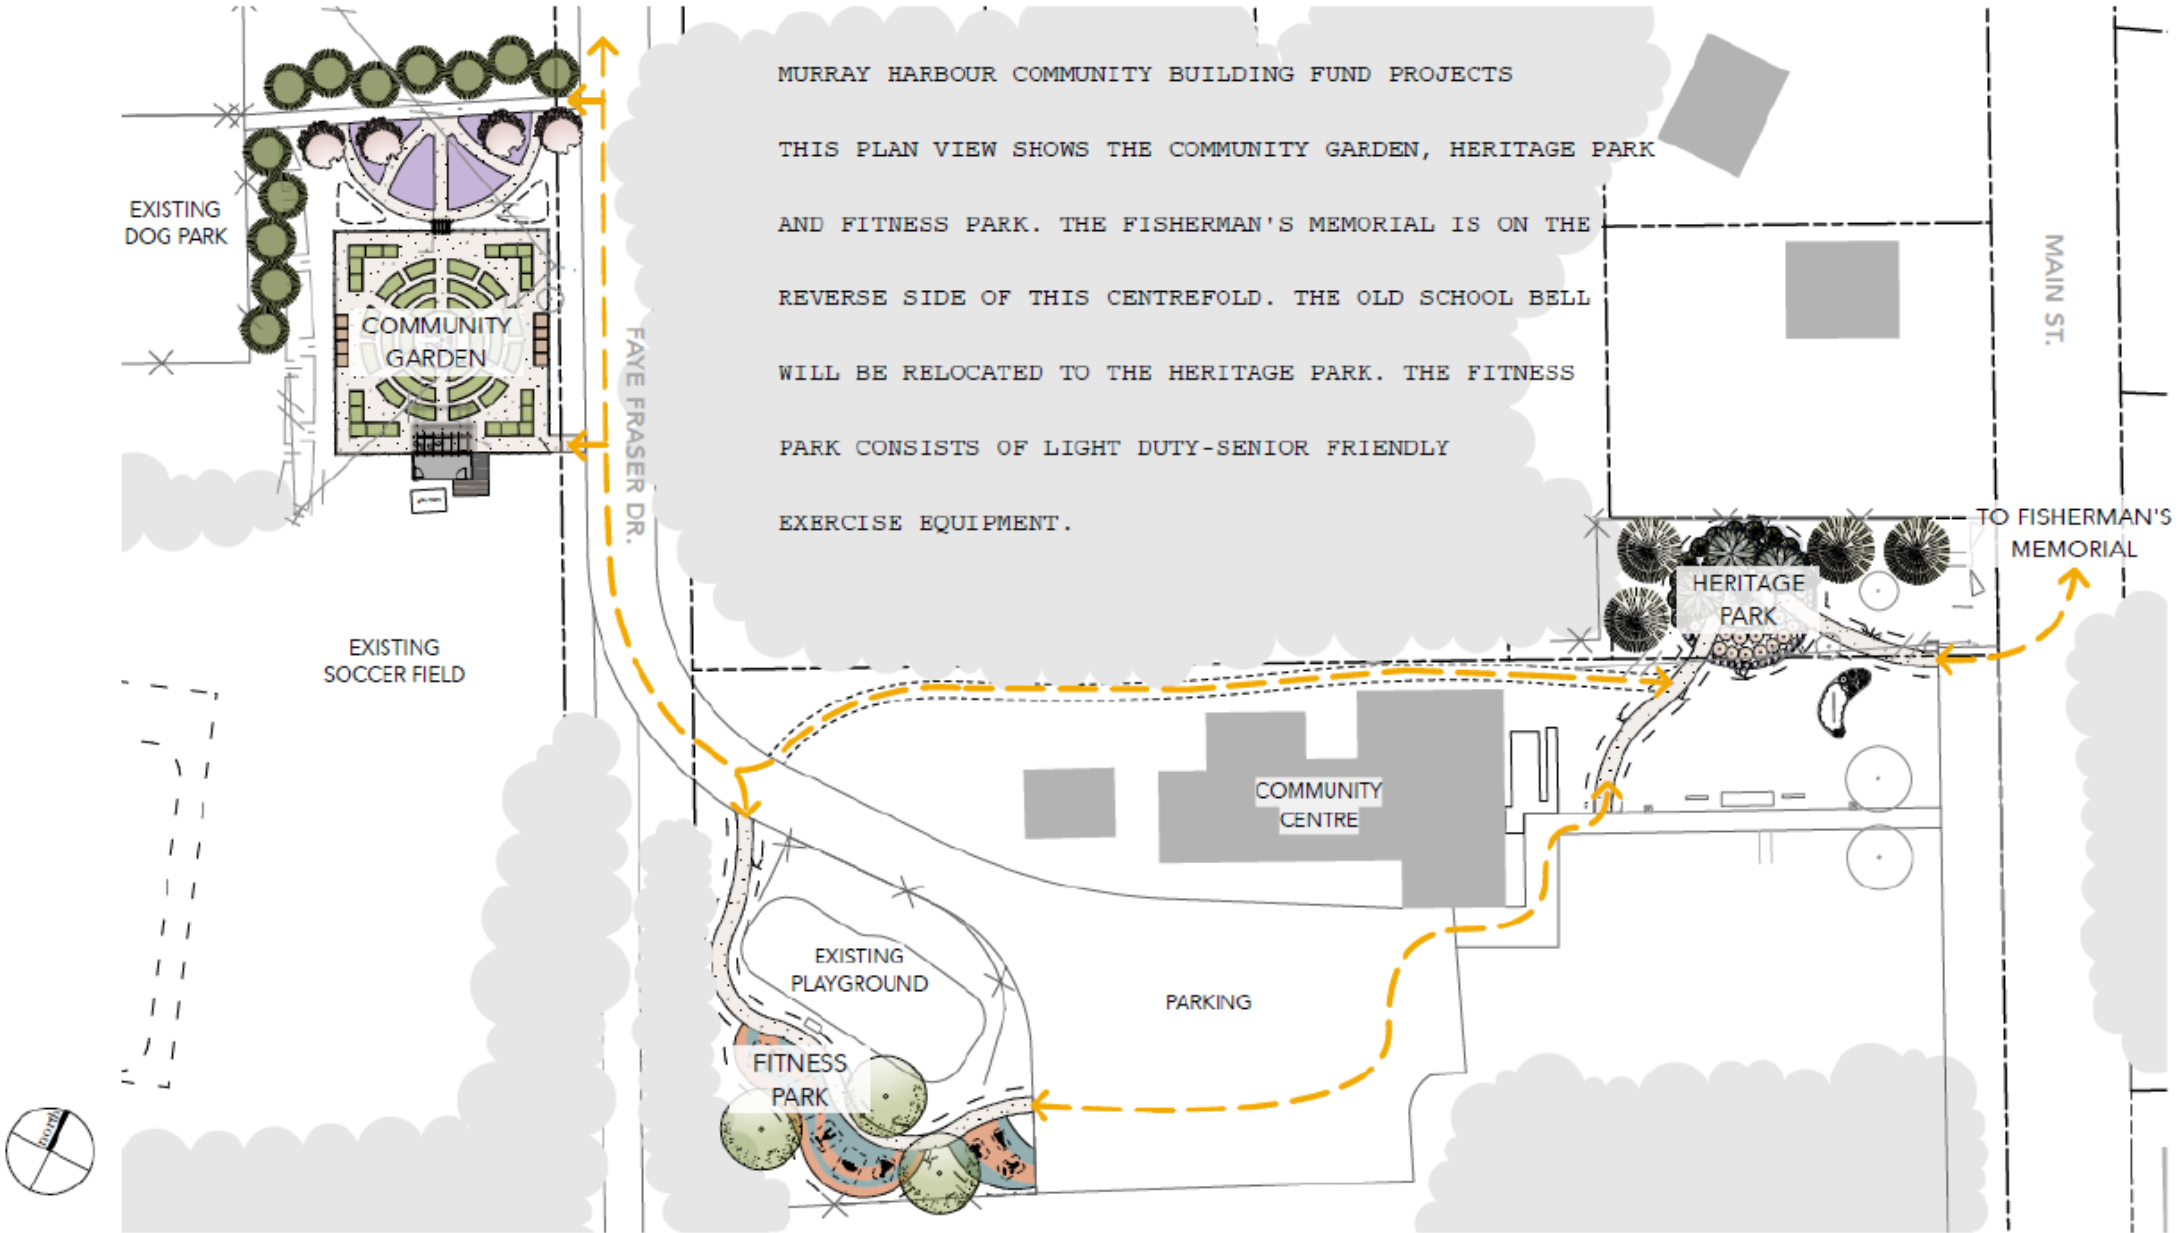 MURRAY HARBOUR COMMUNITY BUILDING FUND PROJECTS
THIS PLAN VIEW SHOWS THE COMMUNITY GARDEN, HERITAGE PARK
AND FITNESS PARK. THE FISHERMAN'S MEMORIAL IS ON THE
REVERSE SIDE OF THIS CENTREFOLD. THE OLD SCHOOL BELL
WILL BE RELOCATED TO THE HERITAGE PARK. THE FITNESS
PARK CONSISTS OF LIGHT DUTY-SENIOR FRIENDLY
EXERCISE EQUIPMENT.
EXISTING
DOG PARK
COMMUNITY
GARDEN
FAYE FRASER DR.
MAIN ST.
TO FISHERMAN'S
MEMORIAL
HERITAGE
PARK
EXISTING
SOCCER FIELD
COMMUNITY
CENTRE
EXISTING
PLAYGROUND
PARKING
FITNESS
PARK
NORTH